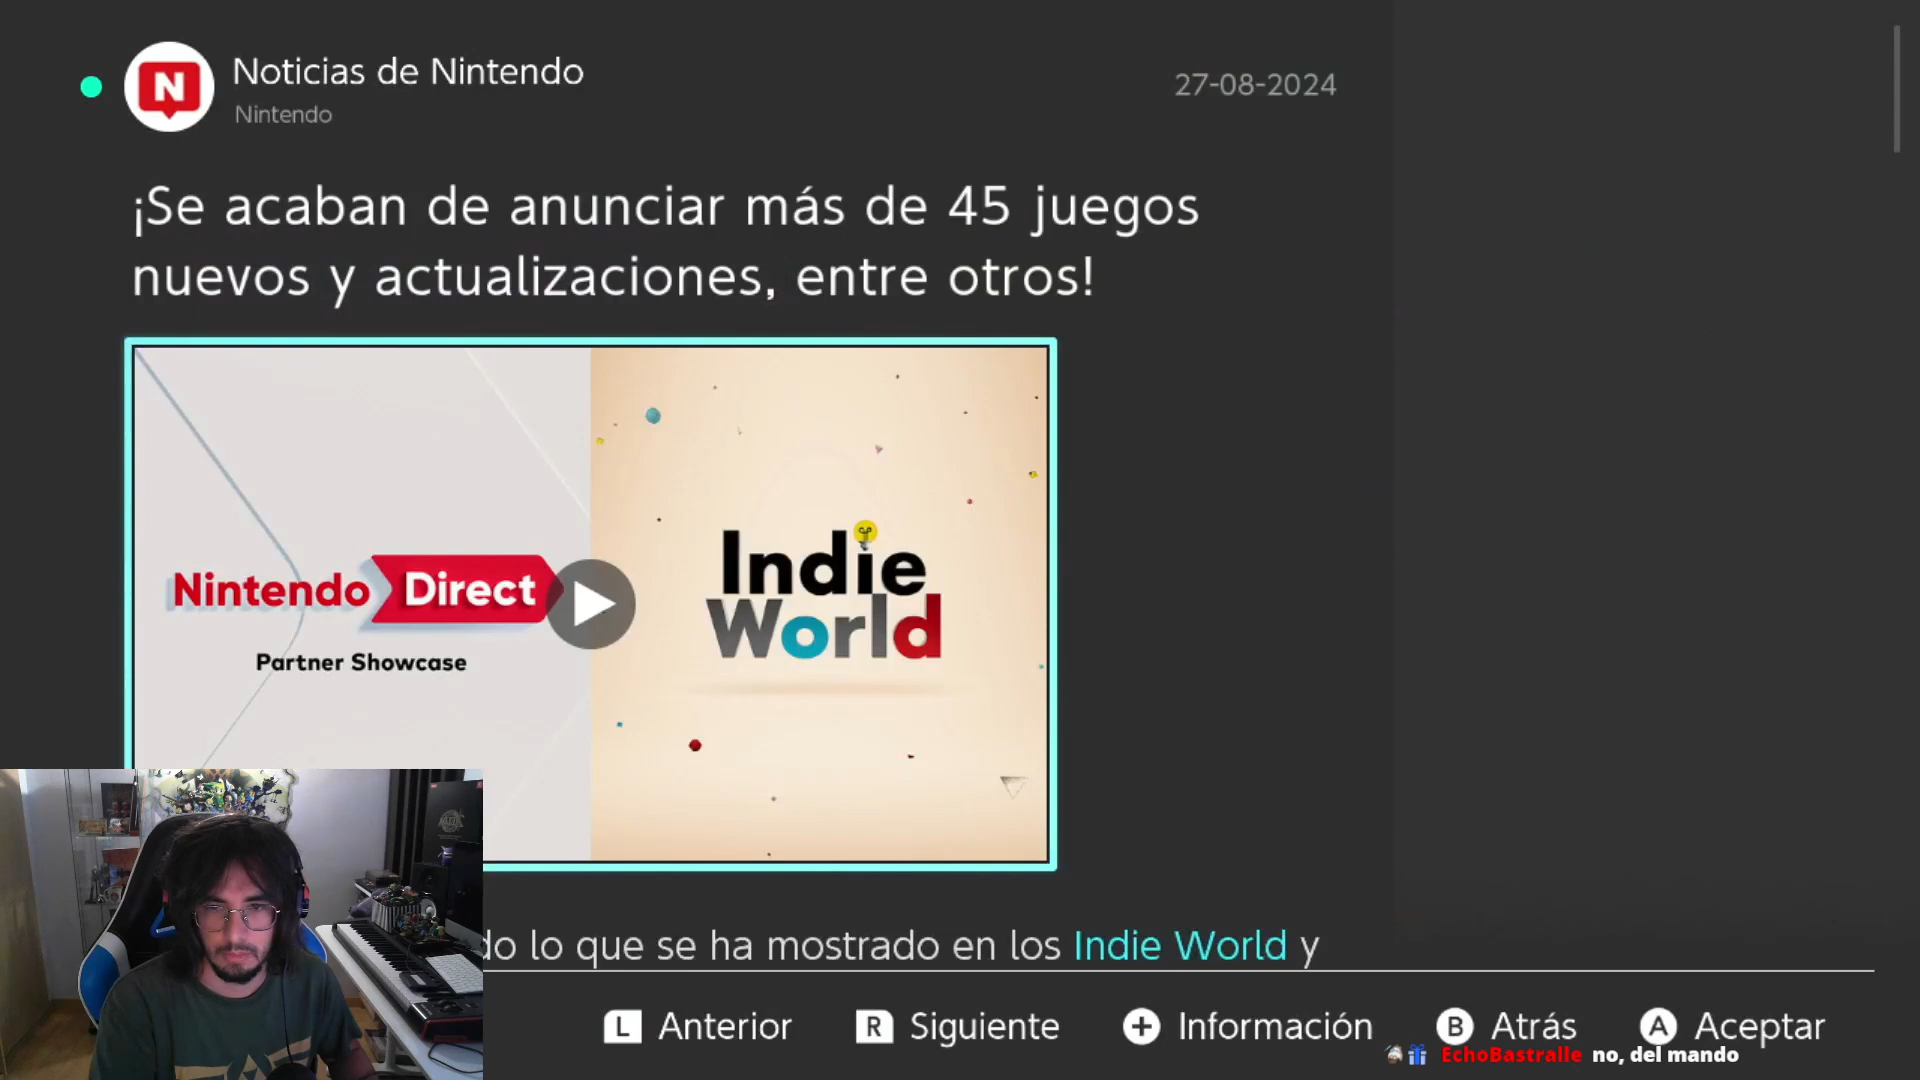 Noticias de Nintendo
Nintendo
27-08-2024
¡Se acaban de anunciar más de 45 juegos
nuevos y actualizaciones, entre otros!
Nintendo Direct
Partner Showcase
Indie
World
do lo que se ha mostrado en los Indie World y
L Anterior R Siguiente + Información B Atrás A Aceptar
EchoBastralle no, del mando